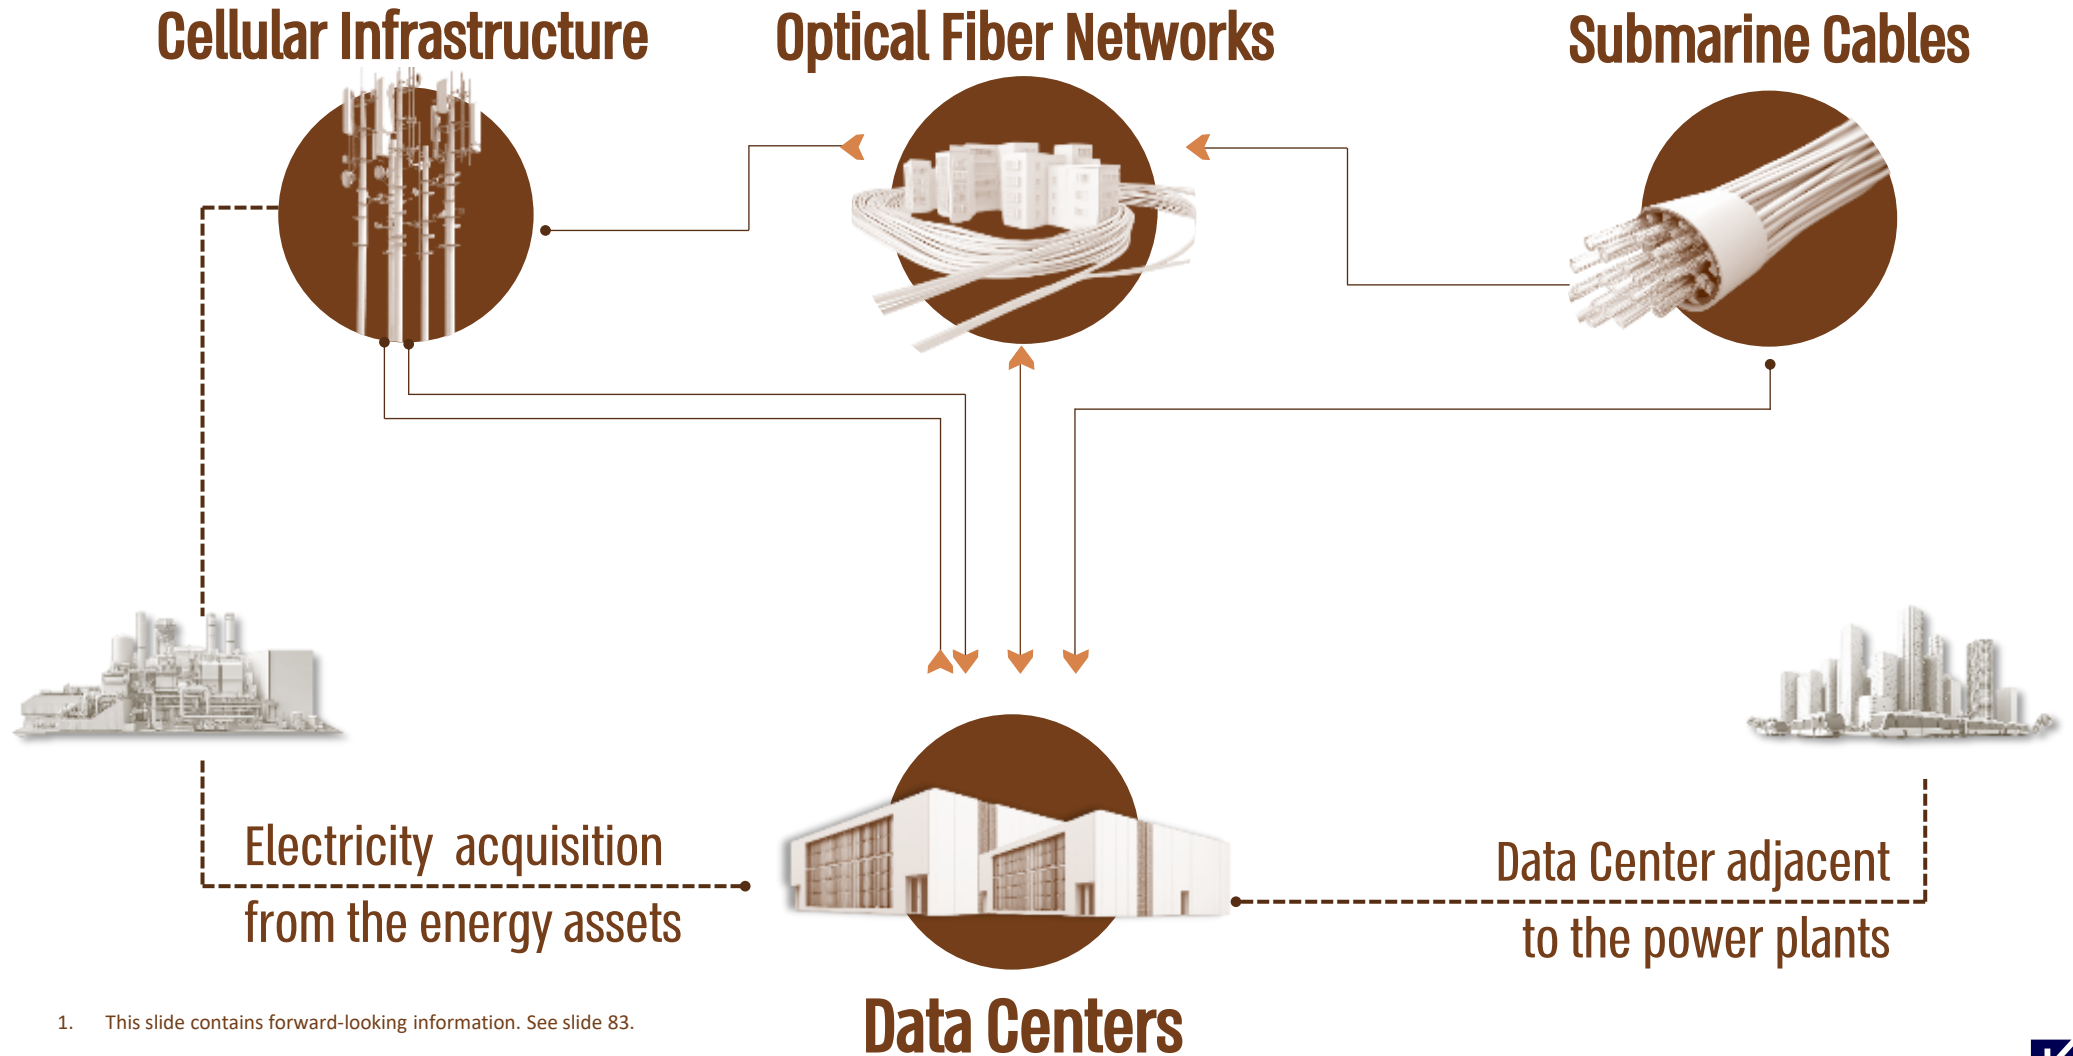 Cellular Infrastructure
Optical Fiber Networks
Submarine Cables
Electricity acquisition
from the energy assets
Data Center adjacent
to the power plants
Data Centers
1. This slide contains forward-looking information. See slide 83.